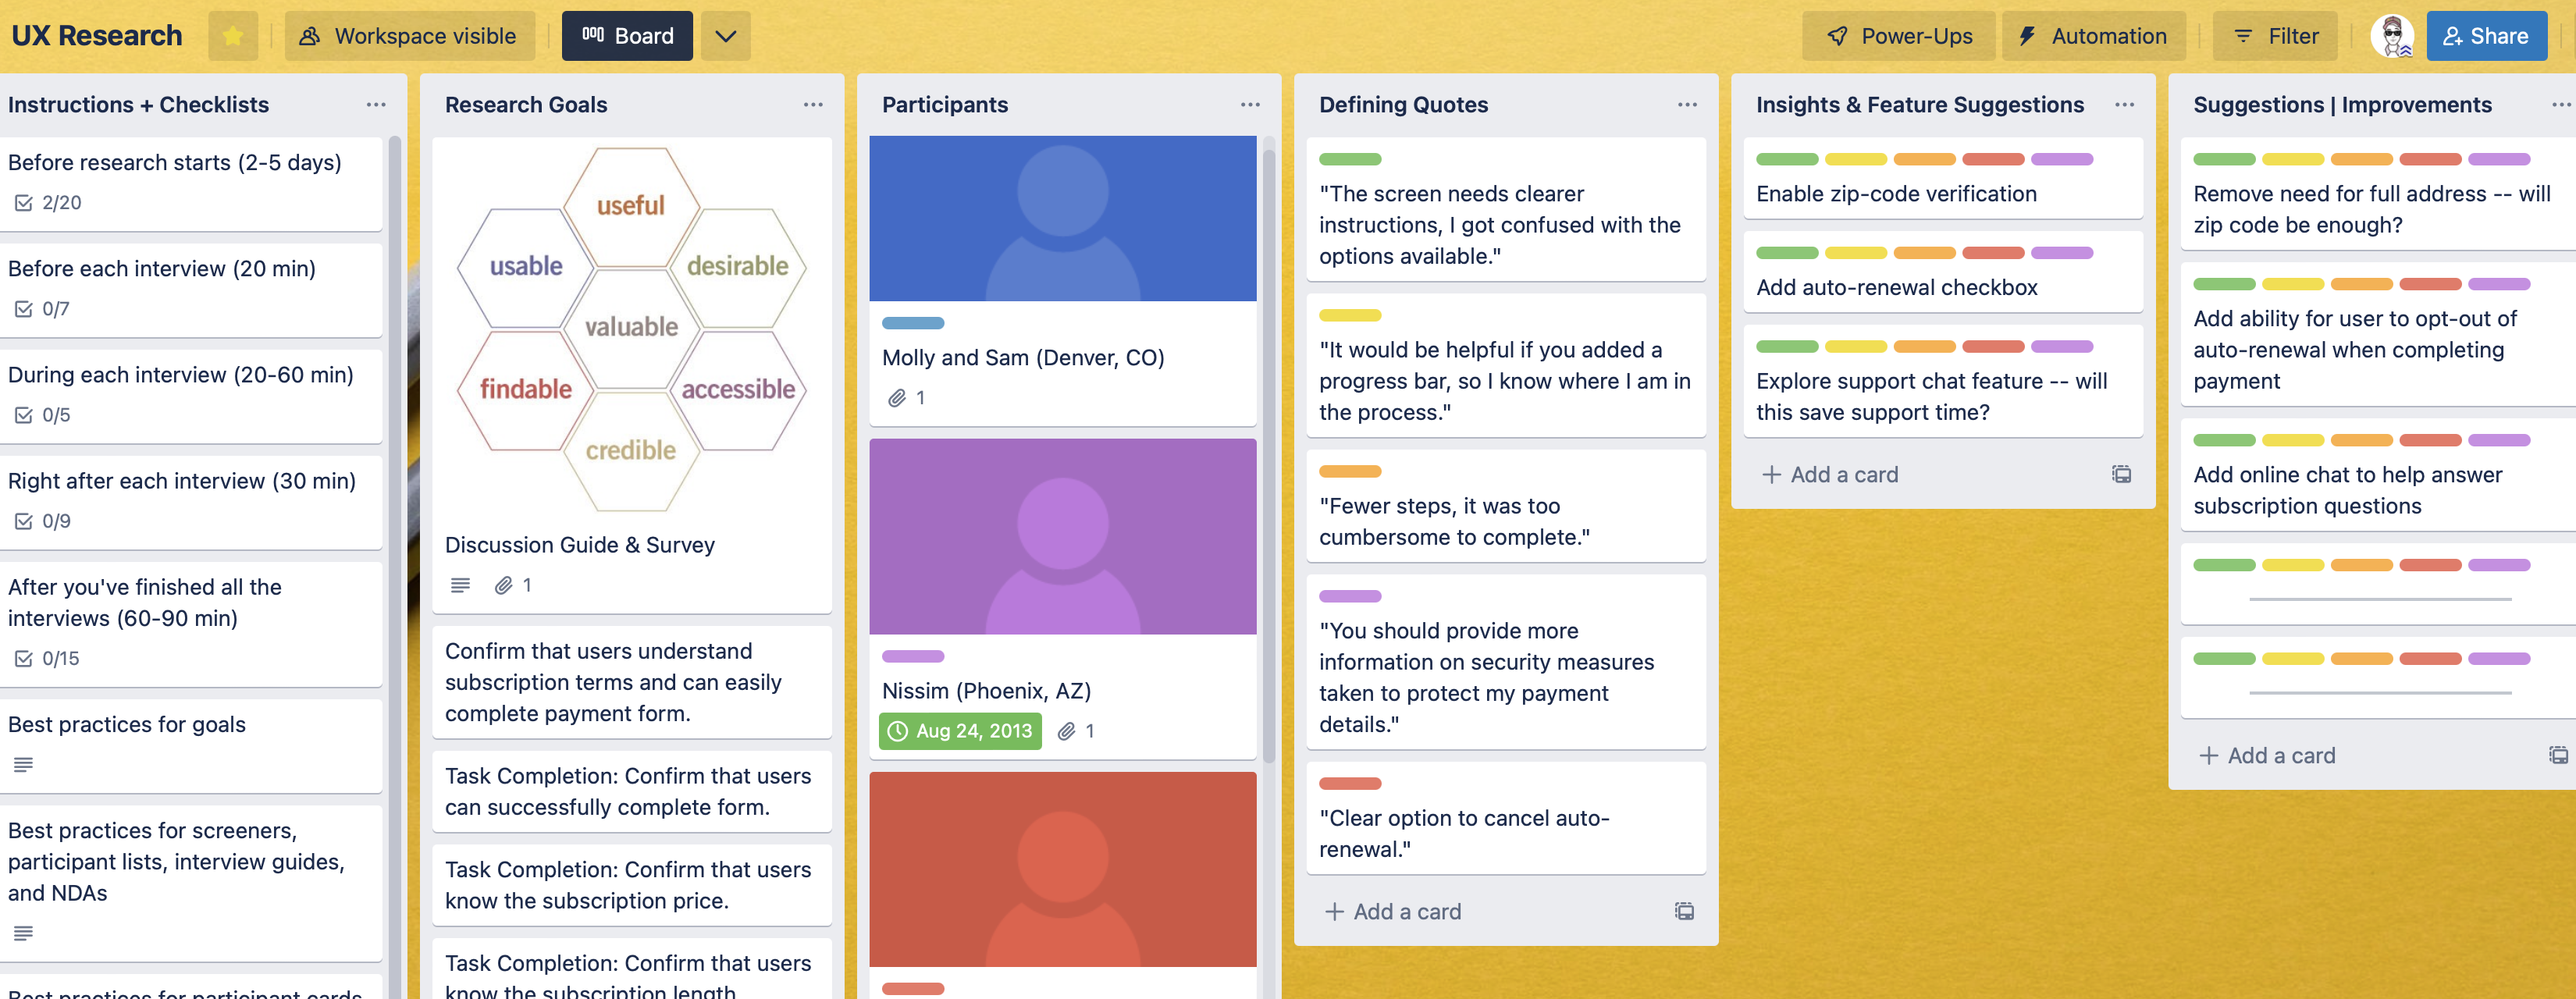 UX Research
Workspace visible
Board
Power-Ups
Automation
Filter
Share
Instructions + Checklists
Before research starts (2-5 days)
2/20
Before each interview (20 min)
0/7
During each interview (20-60 min)
0/5
Right after each interview (30 min)
0/9
After you've finished all the
interviews (60-90 min)
0/15
Best practices for goals
Best practices for screeners,
participant lists, interview guides,
and NDAs
Best practices for participant cards
Research Goals
useful
usable
desirable
valuable
findable
accessible
credible
Discussion Guide & Survey
1
Confirm that users understand
subscription terms and can easily
complete payment form.
Task Completion: Confirm that users
can successfully complete form.
Task Completion: Confirm that users
know the subscription price.
Task Completion: Confirm that users
know the subscription length
Participants
Molly and Sam (Denver, CO)
1
Nissim (Phoenix, AZ)
Aug 24, 2013
1
Defining Quotes
"The screen needs clearer
instructions, I got confused with the
options available."
"It would be helpful if you added a
progress bar, so I know where I am in
the process."
"Fewer steps, it was too
cumbersome to complete."
"You should provide more
information on security measures
taken to protect my payment
details."
"Clear option to cancel auto-
renewal."
+ Add a card
Insights & Feature Suggestions
Enable zip-code verification
Add auto-renewal checkbox
Explore support chat feature -- will
this save support time?
+ Add a card
Suggestions | Improvements
Remove need for full address -- will
zip code be enough?
Add ability for user to opt-out of
auto-renewal when completing
payment
Add online chat to help answer
subscription questions
+ Add a card